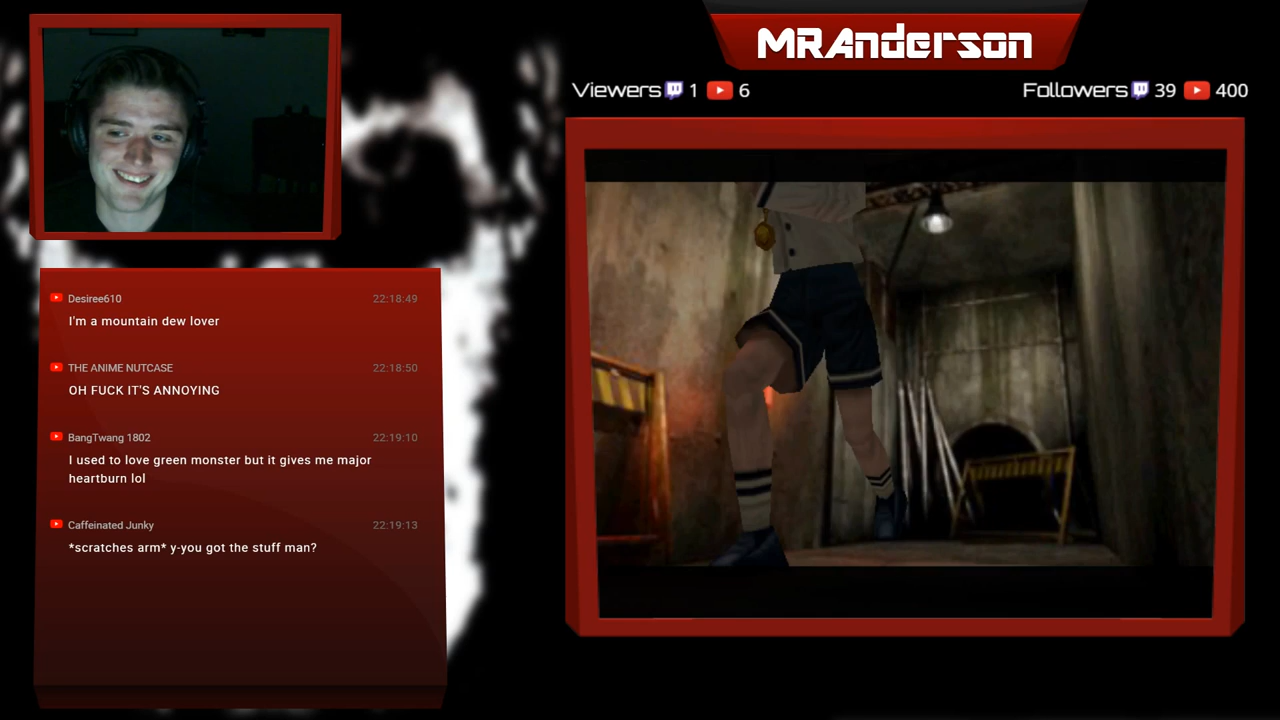 MRAnderson
Viewers 1 6
Followers 39 400
Desiree610 22:18:49
I'm a mountain dew lover
THE ANIME NUTCASE 22:18:50
OH FUCK IT'S ANNOYING
BangTwang 1802 22:19:10
I used to love green monster but it gives me major
heartburn lol
Caffeinated Junky 22:19:13
*scratches arm* y-you got the stuff man?